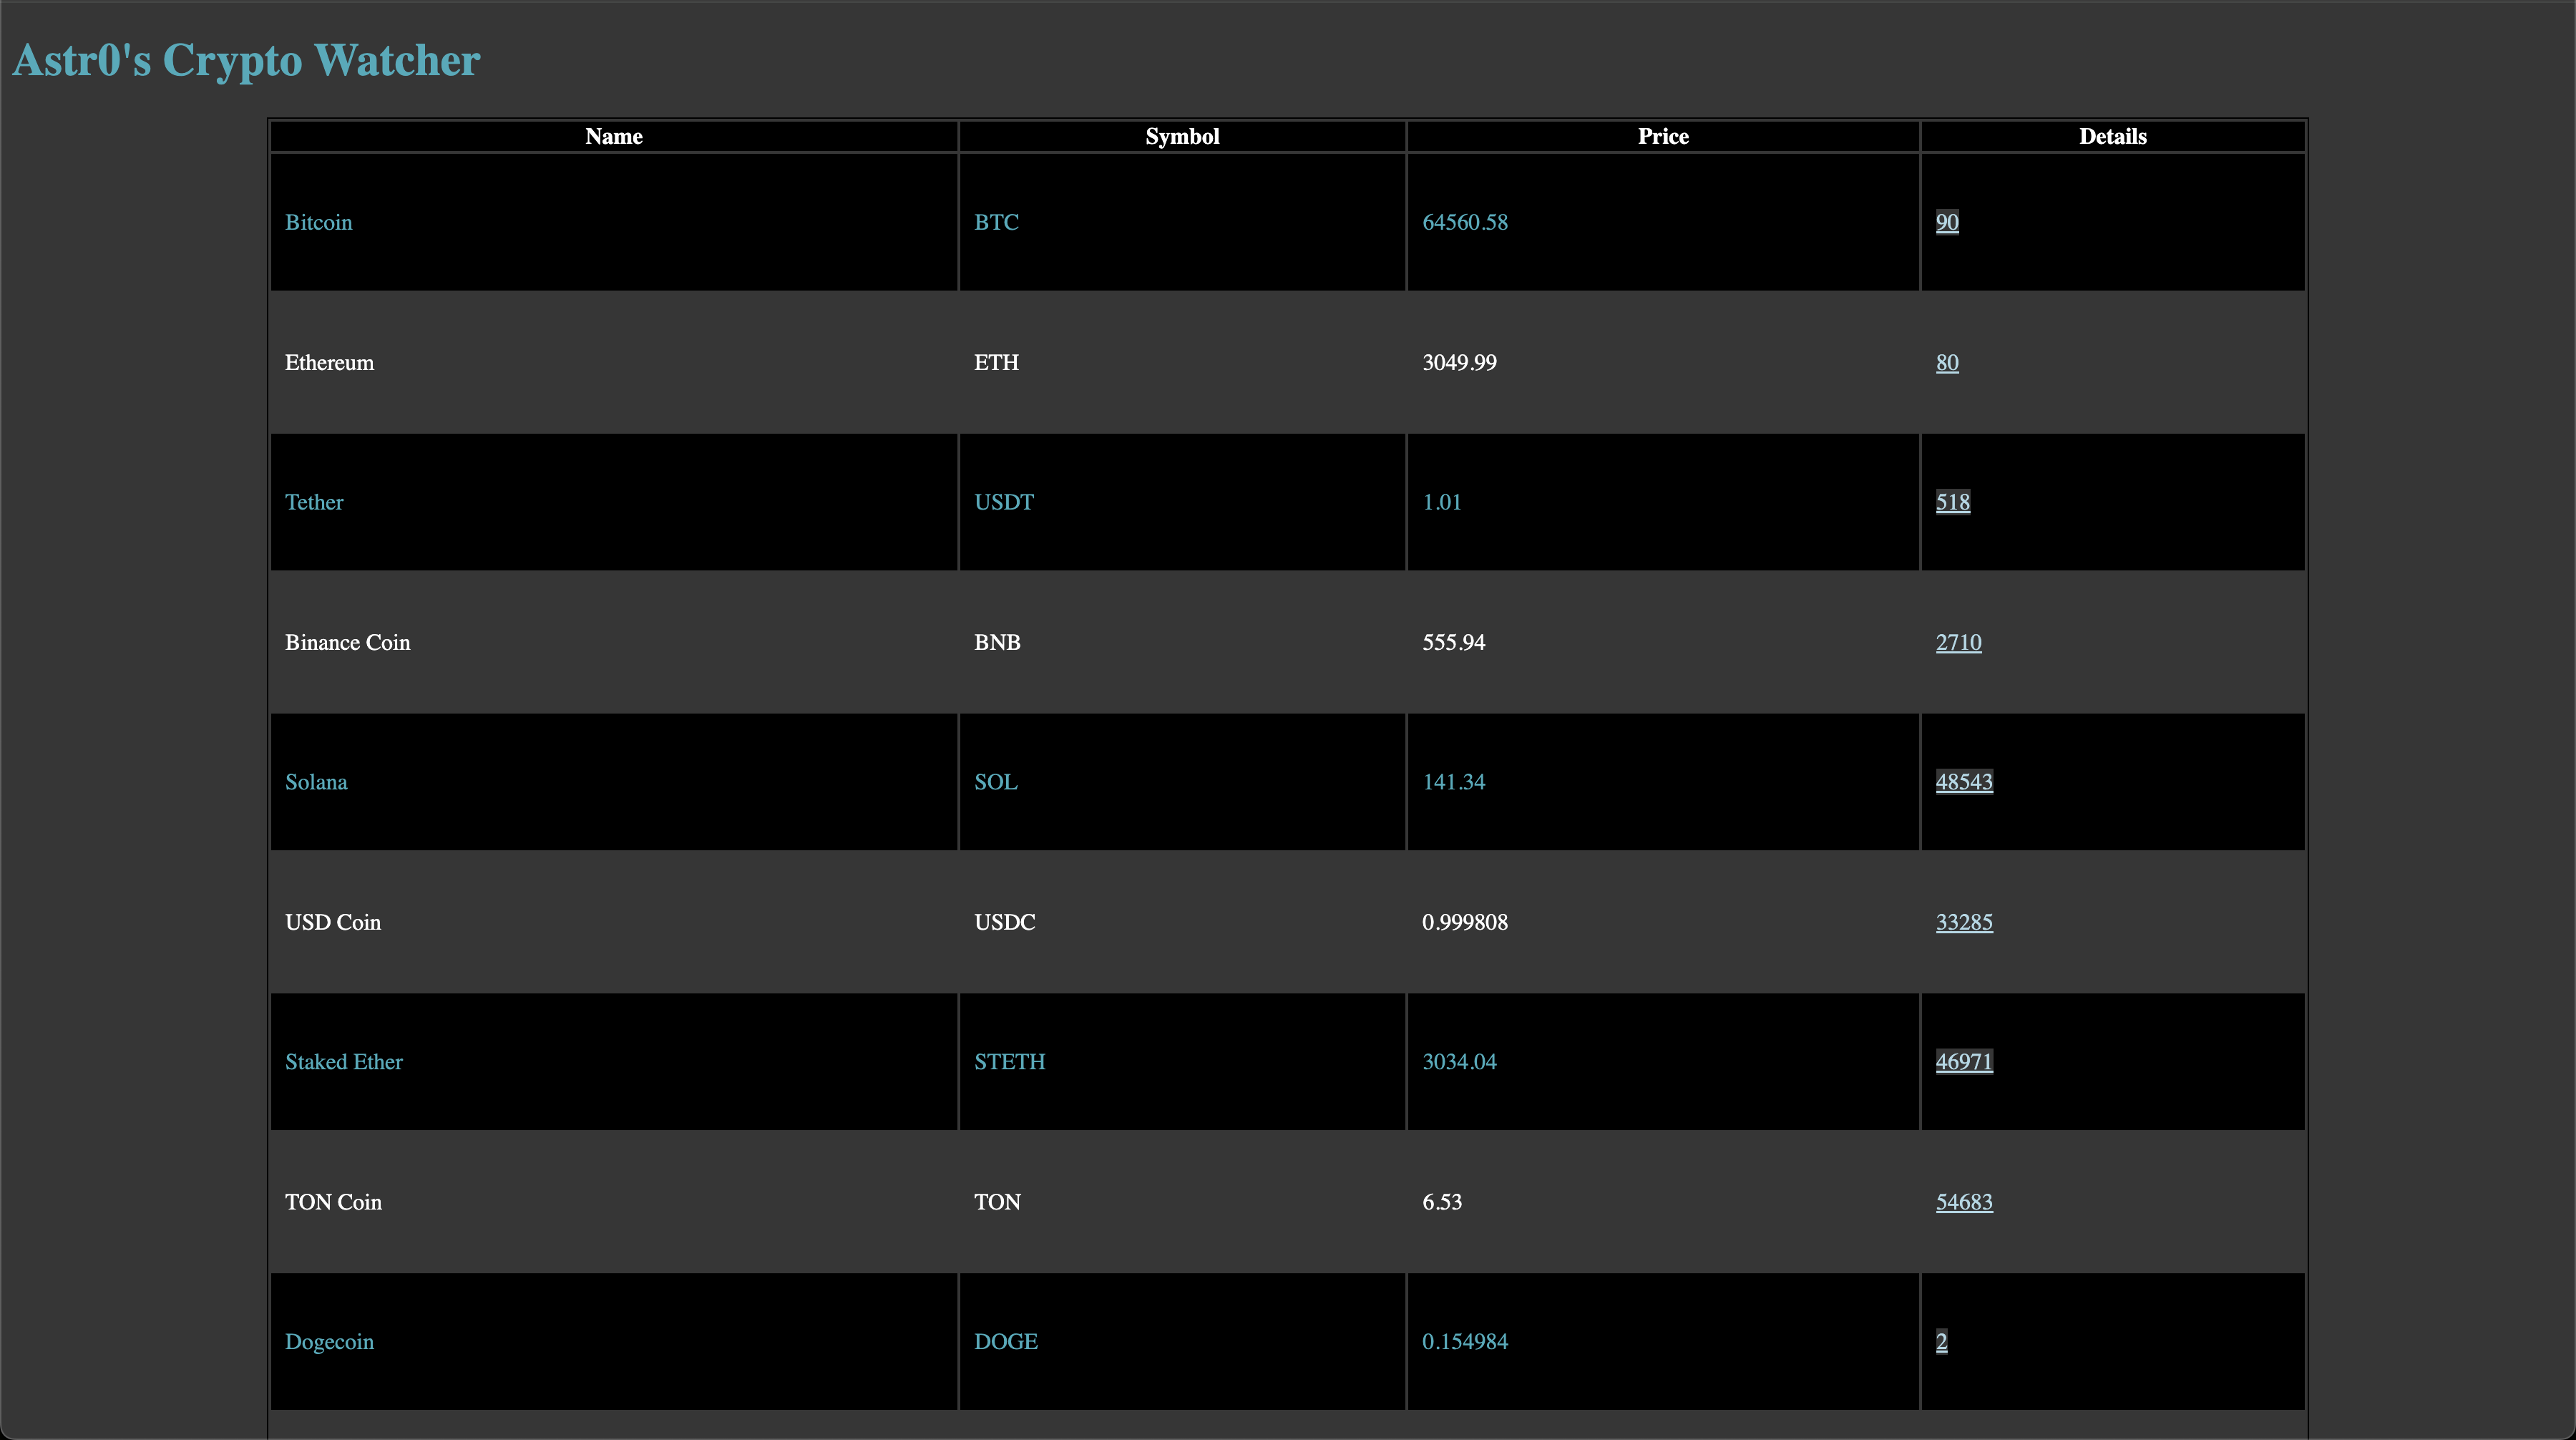 Astr0's Crypto Watcher
Name Symbol Price Details
Bitcoin BTC 64560.58 90
Ethereum ETH 3049.99 80
Tether USDT 1.01 518
Binance Coin BNB 555.94 2710
Solana SOL 141.34 48543
USD Coin USDC 0.999808 33285
Staked Ether STETH 3034.04 46971
TON Coin TON 6.53 54683
Dogecoin DOGE 0.154984 2